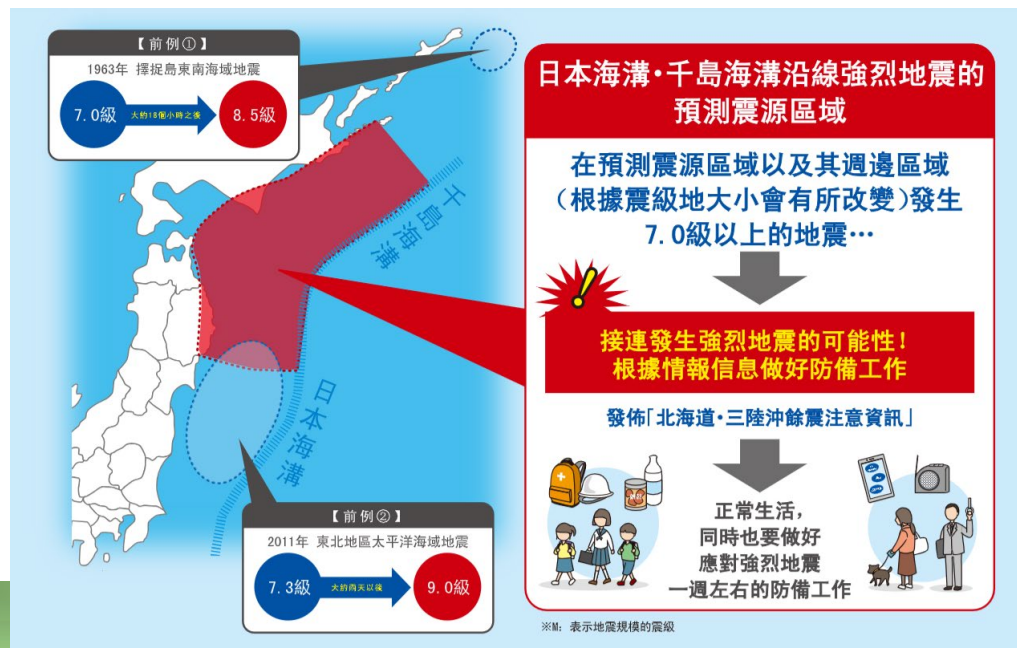 【前例①】
1963年 擇捉島東南海域地震
7.0級
大約18個小時之後
8.5級
千島海溝
日本海溝
【前例②】
2011年 東北地區太平洋海域地震
7.3級
大約兩天以後
9.0級
日本海溝・千島海溝沿線強烈地震的
預測震源區域
在預測震源區域以及其週邊區域
（根據震級地大小會有所改變）發生
7.0級以上的地震…
接連發生強烈地震的可能性！
根據情報信息做好防備工作
發佈「北海道・三陸沖餘震注意資訊」
正常生活，
同時也要做好
應對強烈地震
一週左右的防備工作
※M: 表示地震規模的震級